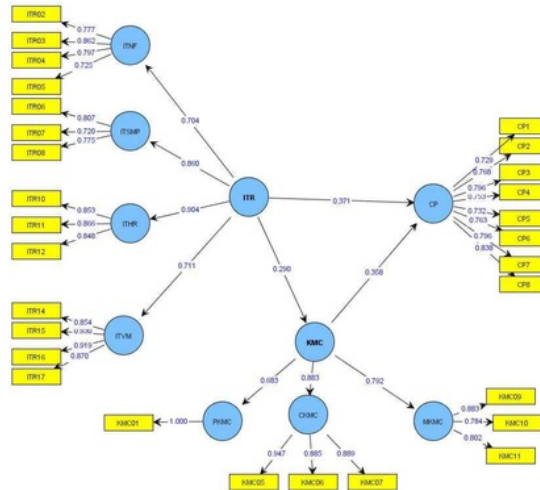 ITR02
0.777
ITR03
0.862
ITR04
0.797
ITR05
0.725
ITNF
ITR06
0.807
ITR07
0.720
ITR08
0.775
ITSMP
0.704
0.860
ITR10
0.853
ITR11
0.866
ITR12
0.848
ITHR
0.904
ITR
0.371
CP
0.729
CP1
0.768
CP2
0.796
CP3
0.753
CP4
0.732
CP5
0.763
CP6
0.796
CP7
0.838
CP8
0.711
0.290
0.358
ITR14
0.854
ITR15
ITR16
0.919
ITR17
0.870
ITVM
KMC
0.683
0.883
0.792
KMC01
1.000
PKMC
CKMC
MKMC
0.883
KMC09
0.784
KMC10
0.802
KMC11
0.947
0.885
0.889
KMC05
KMC06
KMC07